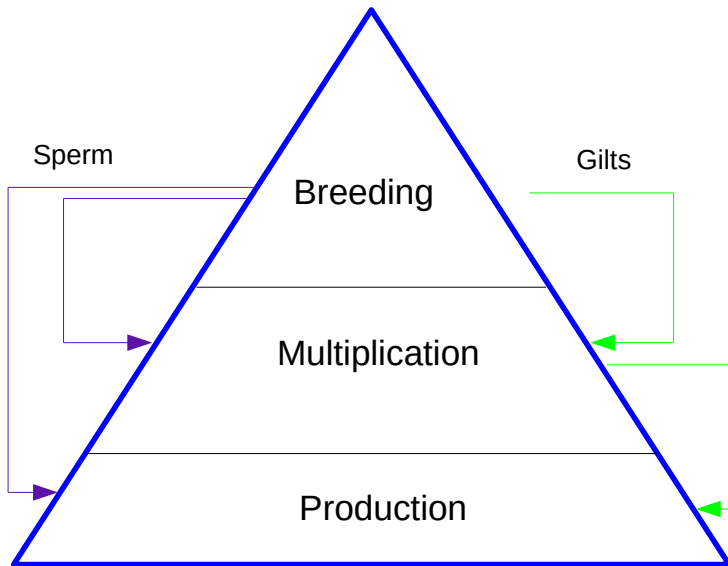 Sperm
Gilts
Breeding
Multiplication
Production